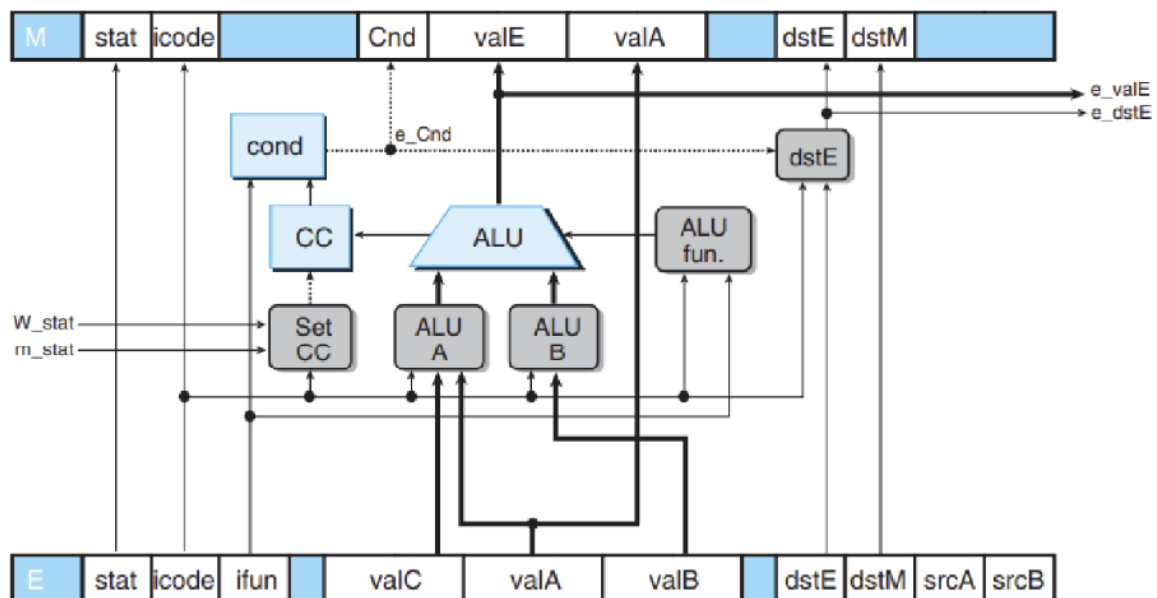 M stat icode Cnd valE valA dstE dstM
e_valE
e_dstE
e_Cnd
cond
dstE
CC
ALU
ALU
fun.
W_stat
m_stat
Set
CC
ALU
A
ALU
B
E stat icode ifun valC valA valB dstE dstM srcA srcB